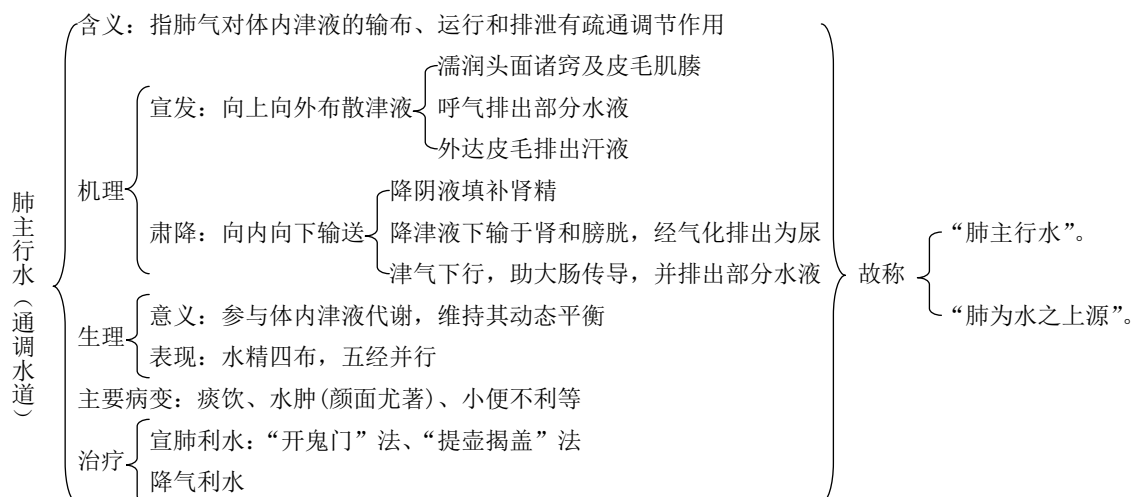 肺主行水（通调水道）
含义：指肺气对体内津液的输布、运行和排泄有疏通调节作用
机理
宣发：向上向外布散津液
濡润头面诸窍及皮毛肌腠
呼气排出部分水液
外达皮毛排出汗液
肃降：向内向下输送
降阴液填补肾精
降津液下输于肾和膀胱，经气化排出为尿
津气下行，助大肠传导，并排出部分水液
生理
意义：参与体内津液代谢，维持其动态平衡
表现：水精四布，五经并行
主要病变：痰饮、水肿(颜面尤著)、小便不利等
治疗
宣肺利水：“开鬼门”法、“提壶揭盖”法
降气利水
故称
“肺主行水”。
“肺为水之上源”。